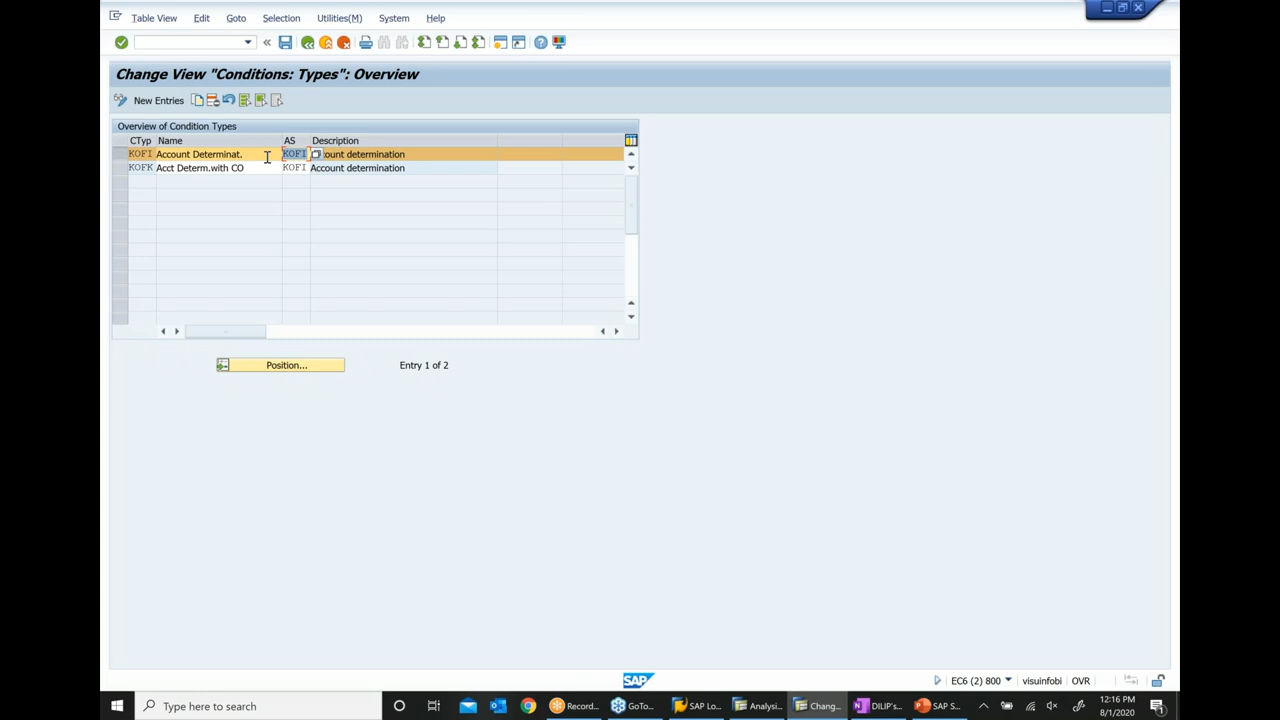 Table View Edit Goto Selection Utilities(M) System Help
Change View "Conditions: Types": Overview
New Entries
Overview of Condition Types
CTyp Name AS Description
KOFI Account Determinat. KOFI count determination
KOFK Acct Determ.with CO KOFI Account determination
Position... Entry 1 of 2
SAP EC6 (2) 800 visuinfobi OVR
Type here to search Record... GoTo... SAP Lo... Analysi... Chang... DILIP's... SAP S... 12:16 PM
8/1/2020